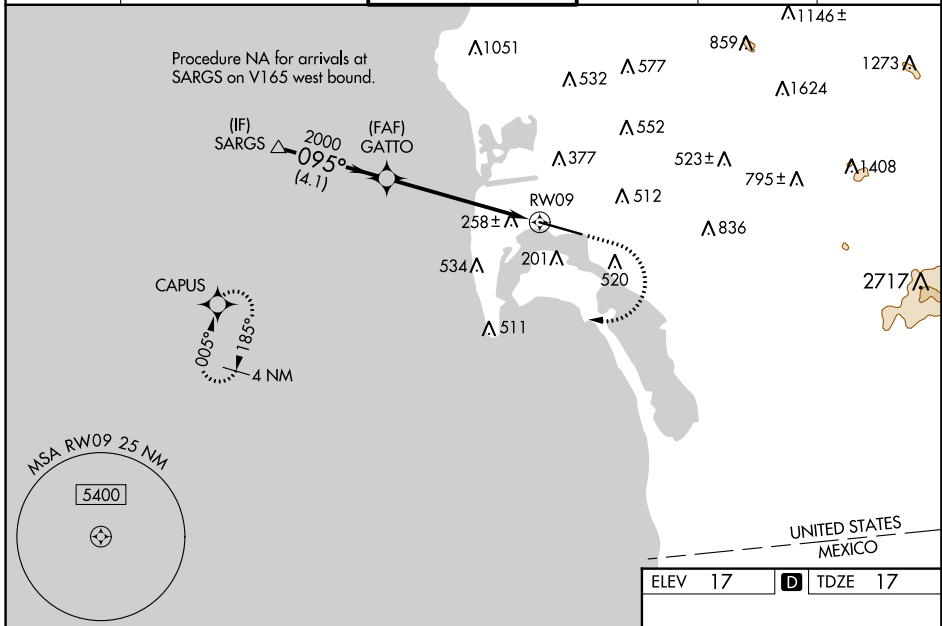 1146±
1051
859
Procedure NA for arrivals at
SARGS on V165 west bound.
577
532
1273
1624
(IF)
SARGS
2000
095°
(4.1)
(FAF)
GATTO
552
377
523±
1408
795±
512
RW09
258±
836
534
201
520
CAPUS
2717
005°
185°
511
4 NM
MSA RW09 25 NM
5400
UNITED STATES
MEXICO
ELEV 17 D TDZE 17